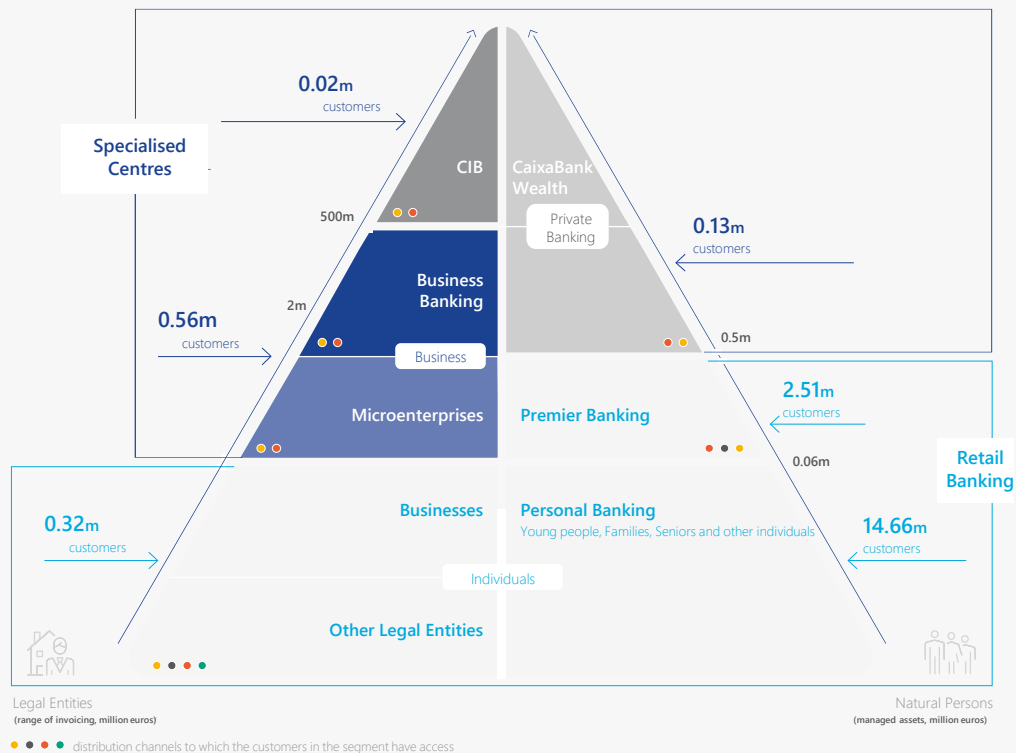 0.02m
customers
Specialised
Centres
CIB
CaixaBank
Wealth
Private
Banking
500m
0.13m
customers
Business
Banking
2m
0.56m
customers
0.5m
Business
Microenterprises
Premier Banking
2.51m
customers
0.06m
Retail
Banking
0.32m
customers
Businesses
Personal Banking
Young people, Families, Seniors and other individuals
14.66m
customers
Individuals
Other Legal Entities
Legal Entities
(range of invoicing, million euros)
Natural Persons
(managed assets, million euros)
distribution channels to which the customers in the segment have access